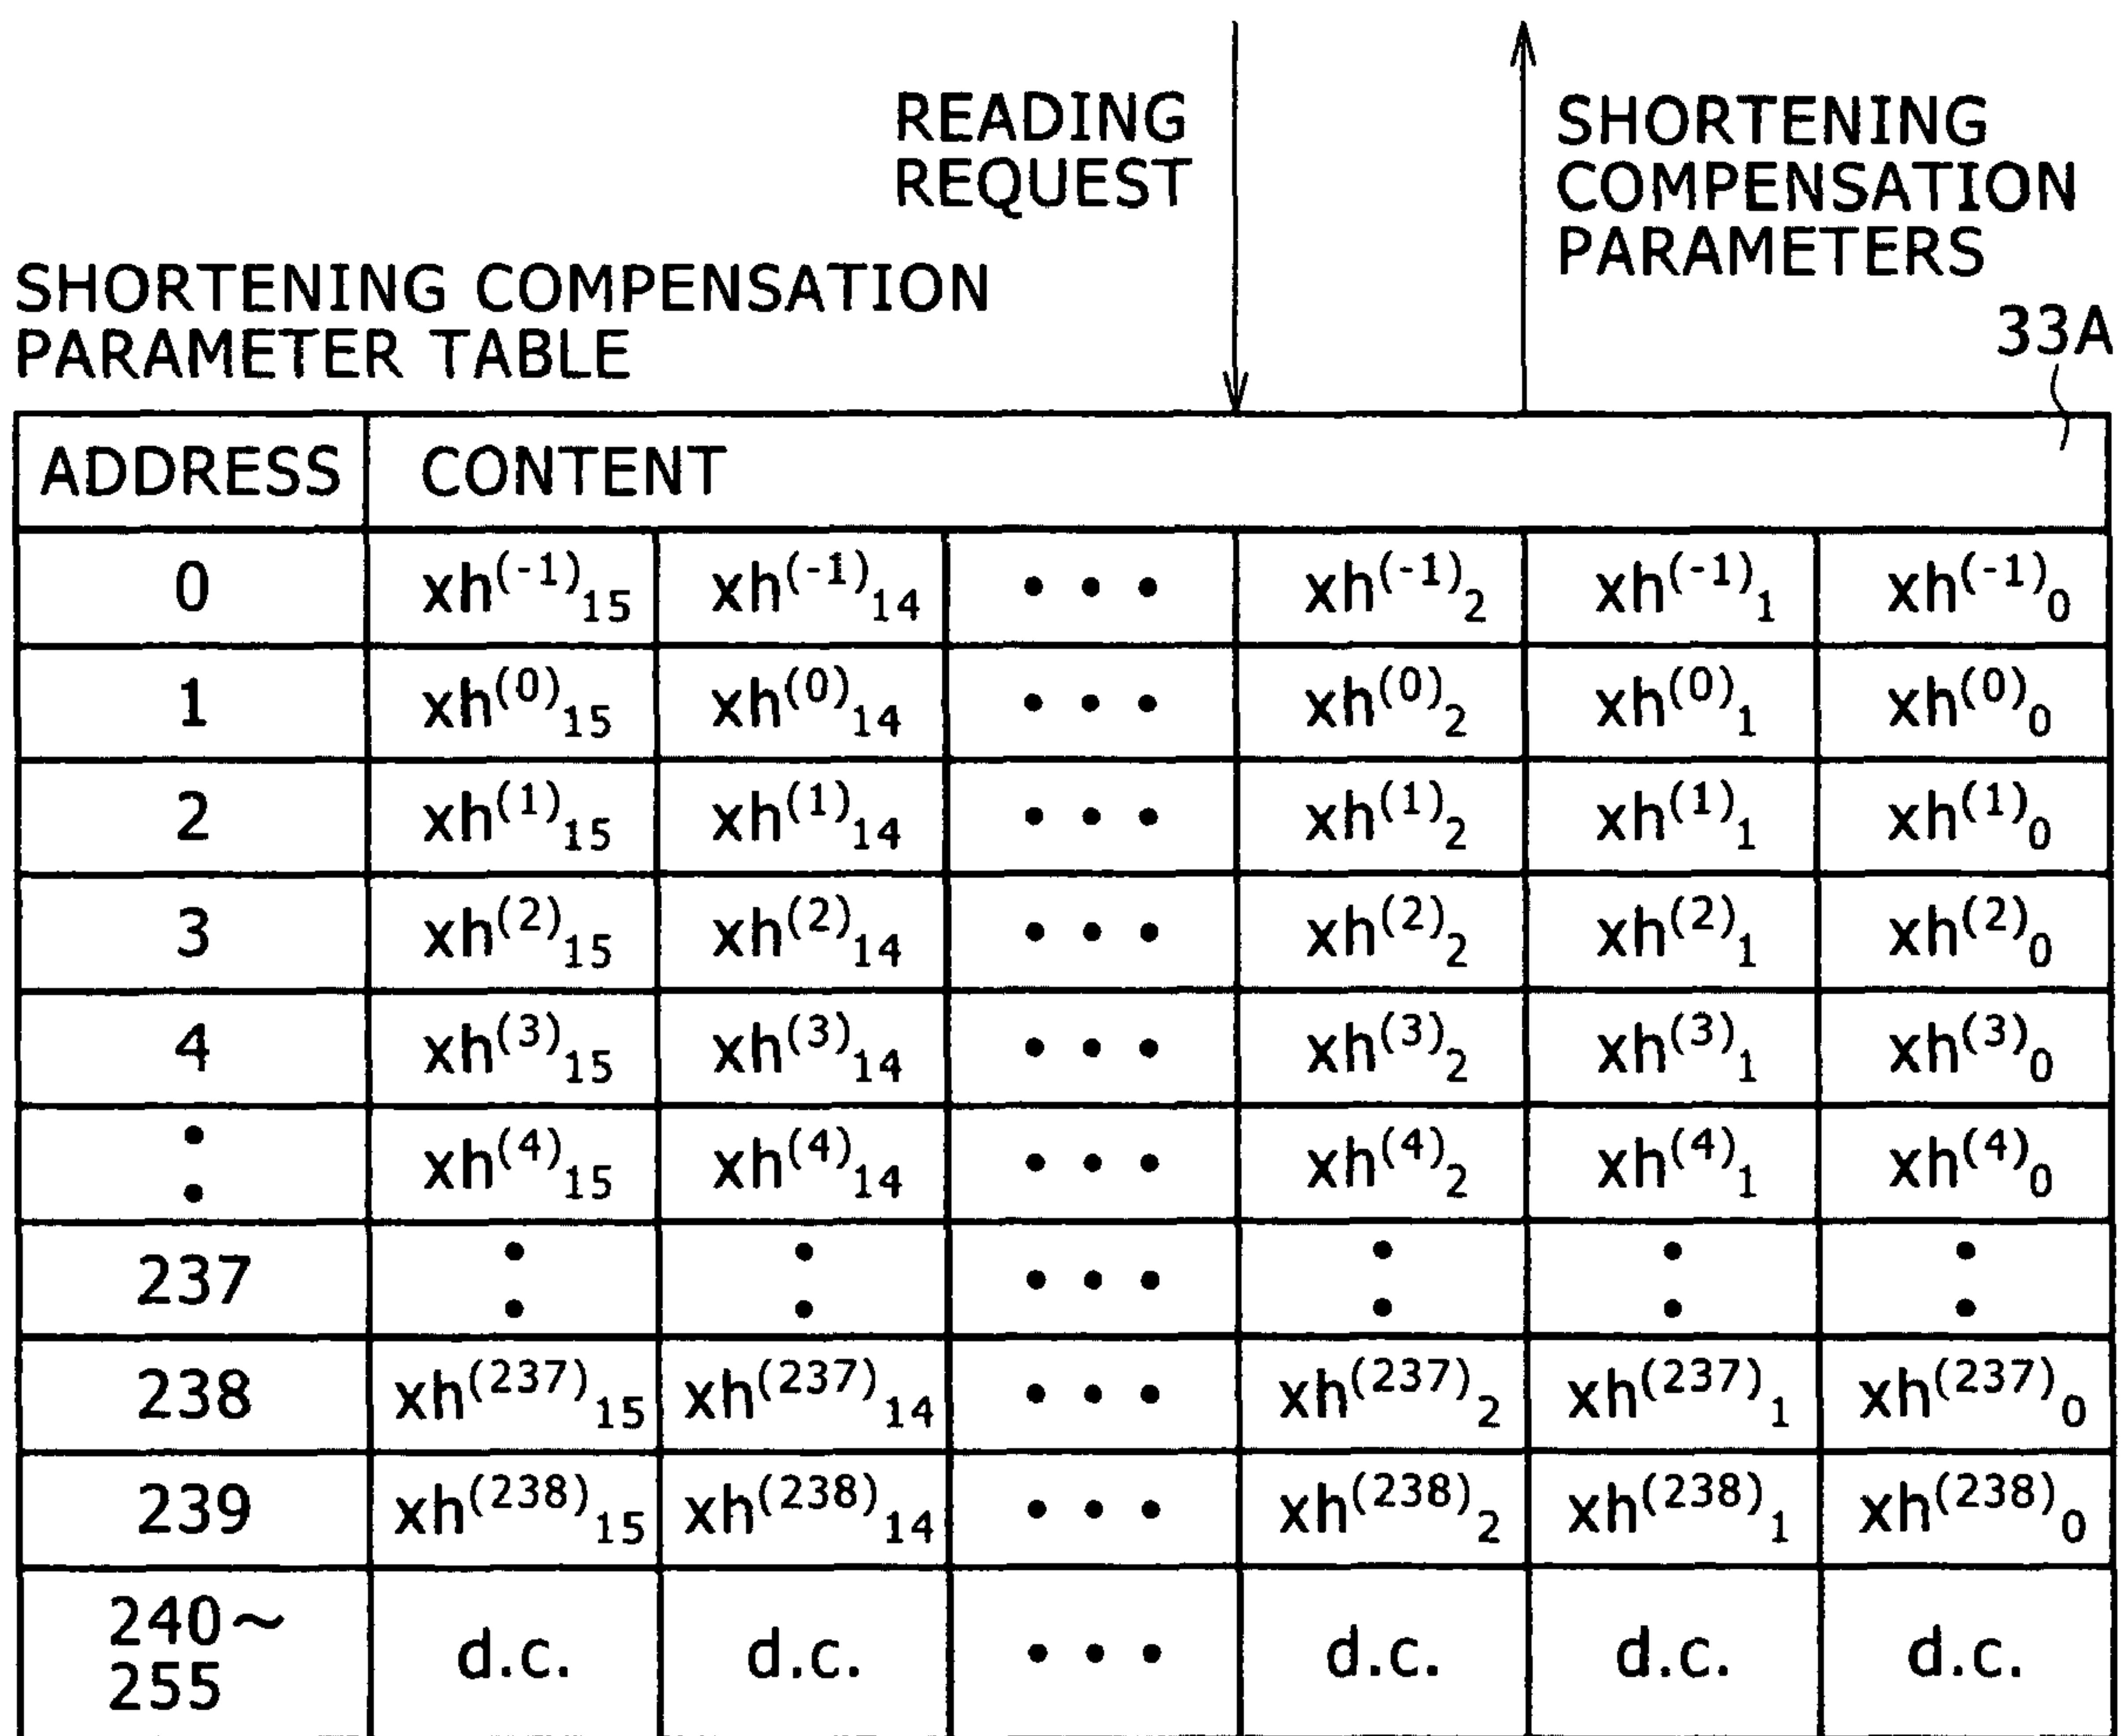 READING
REQUEST
SHORTENING
COMPENSATION
PARAMETERS
SHORTENING COMPENSATION
PARAMETER TABLE
33A
ADDRESS CONTENT
0 xh(-1)15 xh(-1)14 • • • xh(-1)2 xh(-1)1 xh(-1)0
1 xh(0)15 xh(0)14 • • • xh(0)2 xh(0)1 xh(0)0
2 xh(1)15 xh(1)14 • • • xh(1)2 xh(1)1 xh(1)0
3 xh(2)15 xh(2)14 • • • xh(2)2 xh(2)1 xh(2)0
4 xh(3)15 xh(3)14 • • • xh(3)2 xh(3)1 xh(3)0
: xh(4)15 xh(4)14 • • • xh(4)2 xh(4)1 xh(4)0
237 : : • • • : : :
238 xh(237)15 xh(237)14 • • • xh(237)2 xh(237)1 xh(237)0
239 xh(238)15 xh(238)14 • • • xh(238)2 xh(238)1 xh(238)0
240~
255 d.c. d.c. • • • d.c. d.c. d.c.